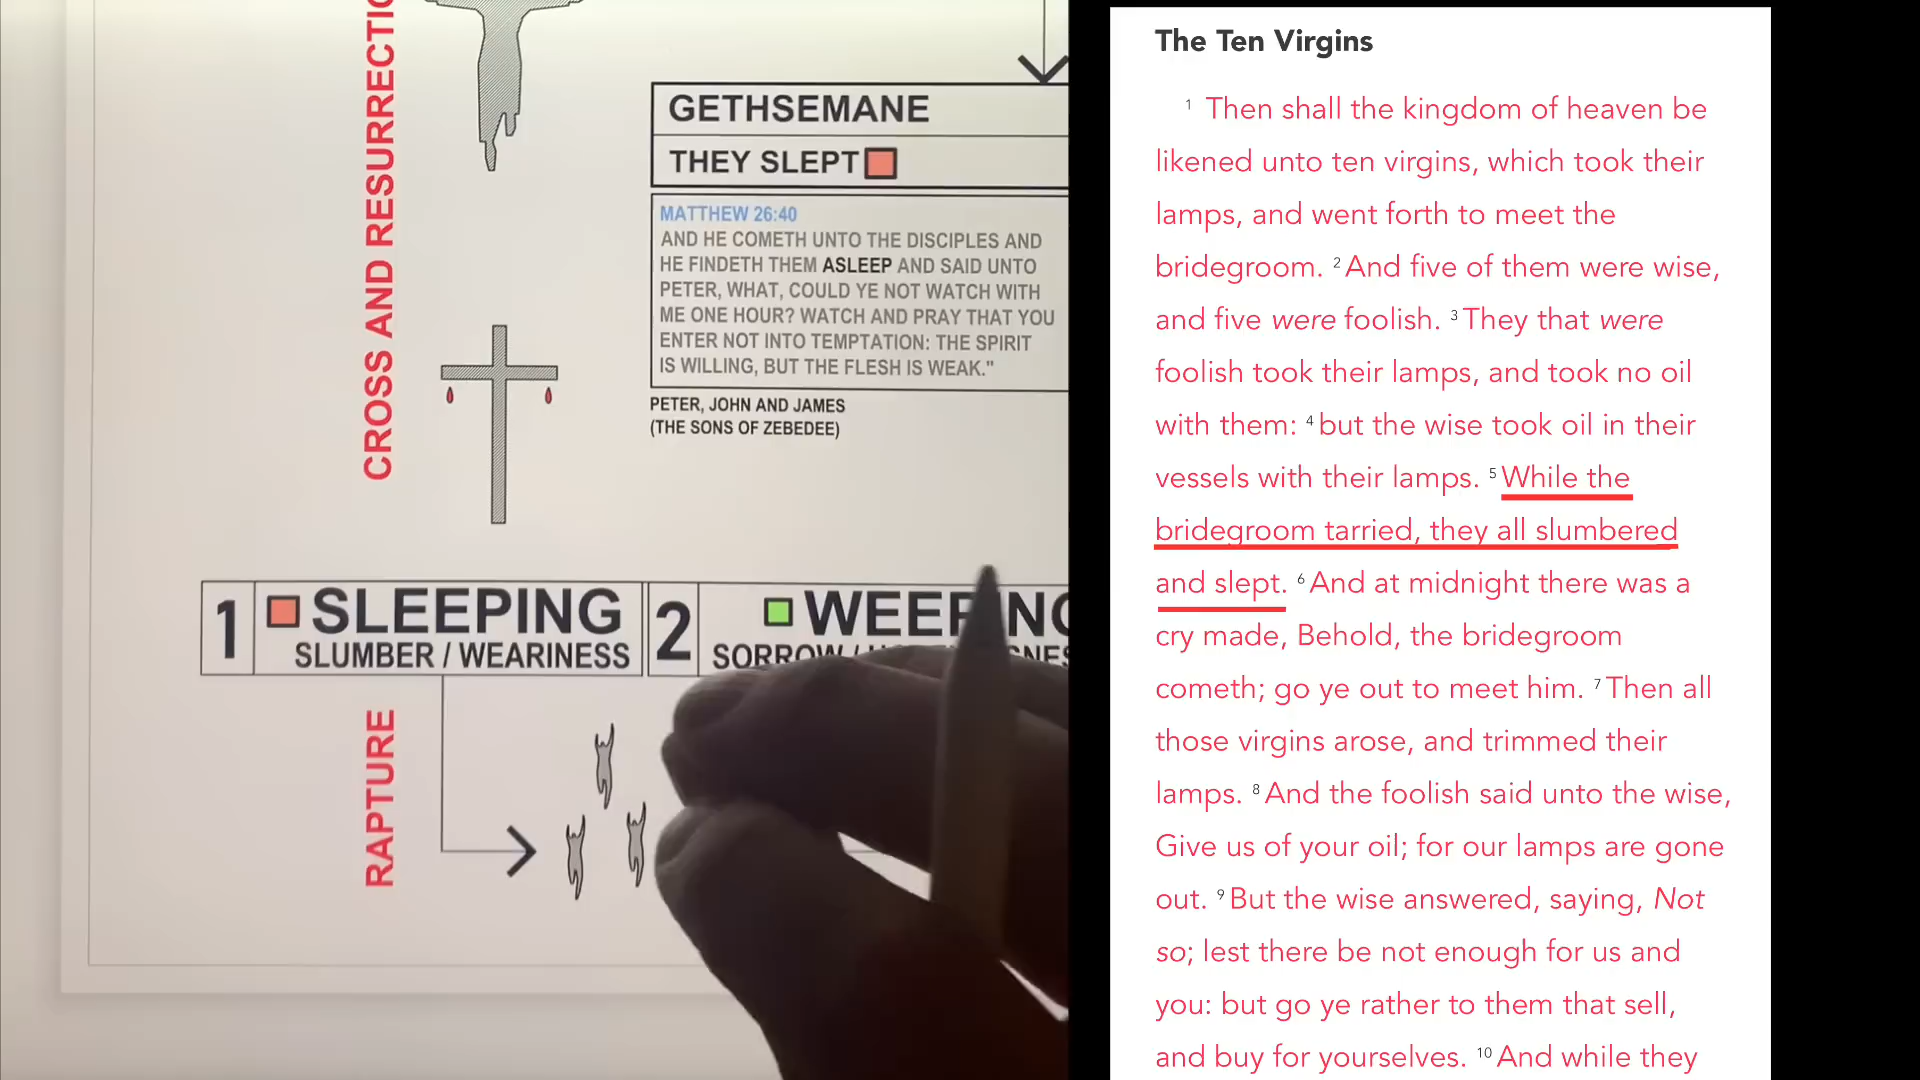 CROSS AND RESURRECTIO
GETHSEMANE
THEY SLEPT
MATTHEW 26:40
AND HE COMETH UNTO THE DISCIPLES AND
HE FINDETH THEM ASLEEP AND SAID UNTO
PETER, WHAT, COULD YE NOT WATCH WITH
ME ONE HOUR? WATCH AND PRAY THAT YOU
ENTER NOT INTO TEMPTATION: THE SPIRIT
IS WILLING, BUT THE FLESH IS WEAK."
PETER, JOHN AND JAMES
(THE SONS OF ZEBEDEE)
1 SLEEPING
SLUMBER / WEARINESS
2
SORROW /
RAPTURE
The Ten Virgins
1 Then shall the kingdom of heaven be
likened unto ten virgins, which took their
lamps, and went forth to meet the
bridegroom. 2 And five of them were wise,
and five were foolish. 3 They that were
foolish took their lamps, and took no oil
with them: 4 but the wise took oil in their
vessels with their lamps. 5 While the
bridegroom tarried, they all slumbered
and slept. 6 And at midnight there was a
cry made, Behold, the bridegroom
cometh; go ye out to meet him. 7 Then all
those virgins arose, and trimmed their
lamps. 8 And the foolish said unto the wise,
Give us of your oil; for our lamps are gone
out. 9 But the wise answered, saying, Not
so; lest there be not enough for us and
you: but go ye rather to them that sell,
and buy for yourselves. 10 And while they